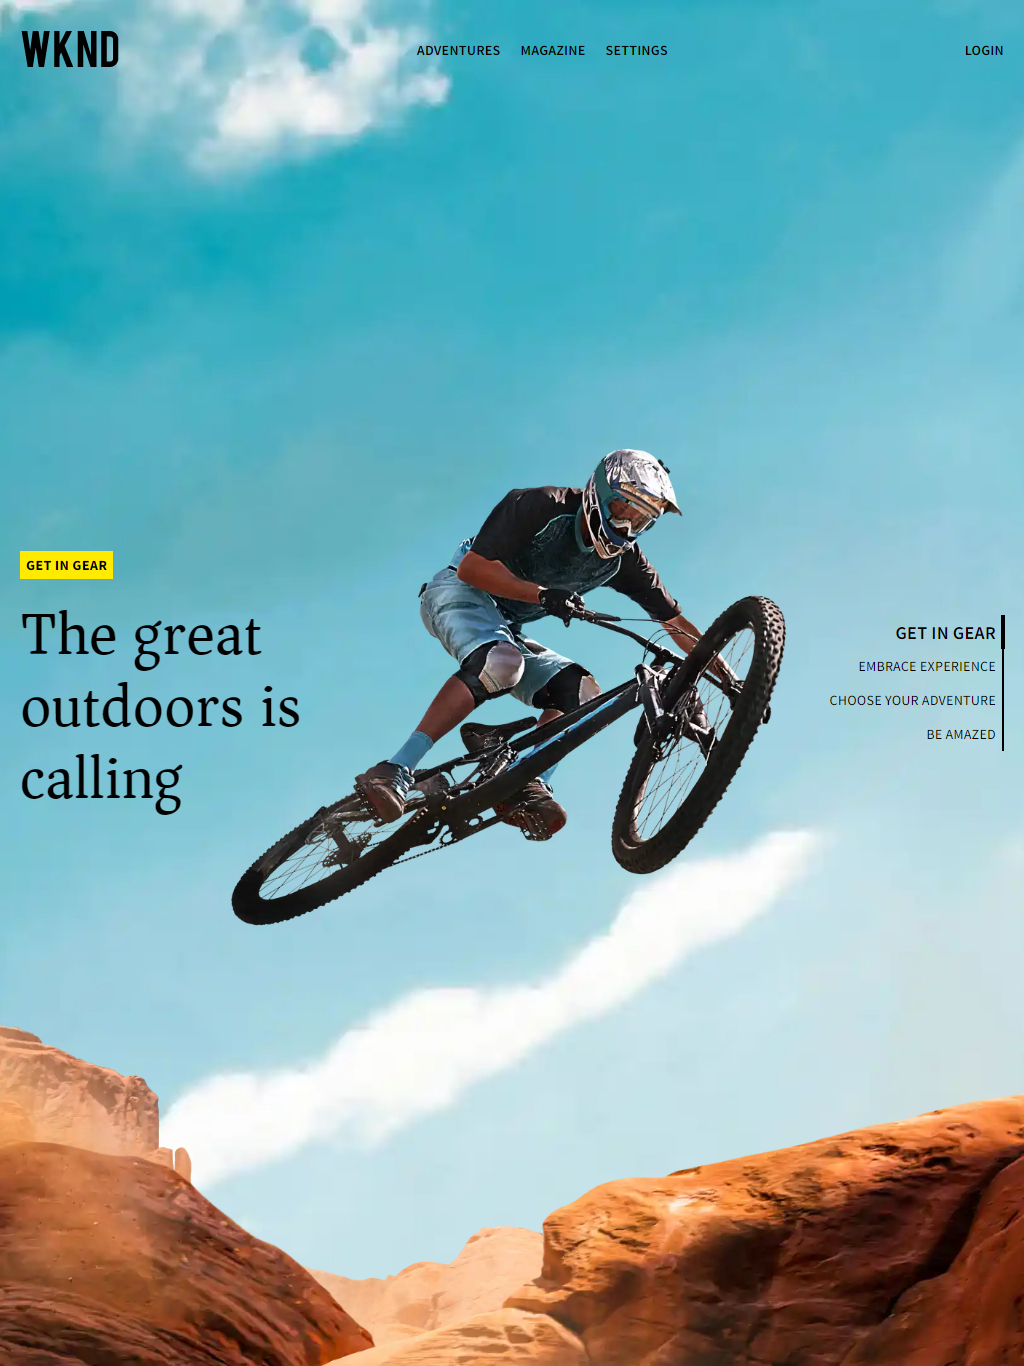 WKND
ADVENTURES MAGAZINE SETTINGS
LOGIN
GET IN GEAR
The great
outdoors is
calling
GET IN GEAR
EMBRACE EXPERIENCE
CHOOSE YOUR ADVENTURE
BE AMAZED